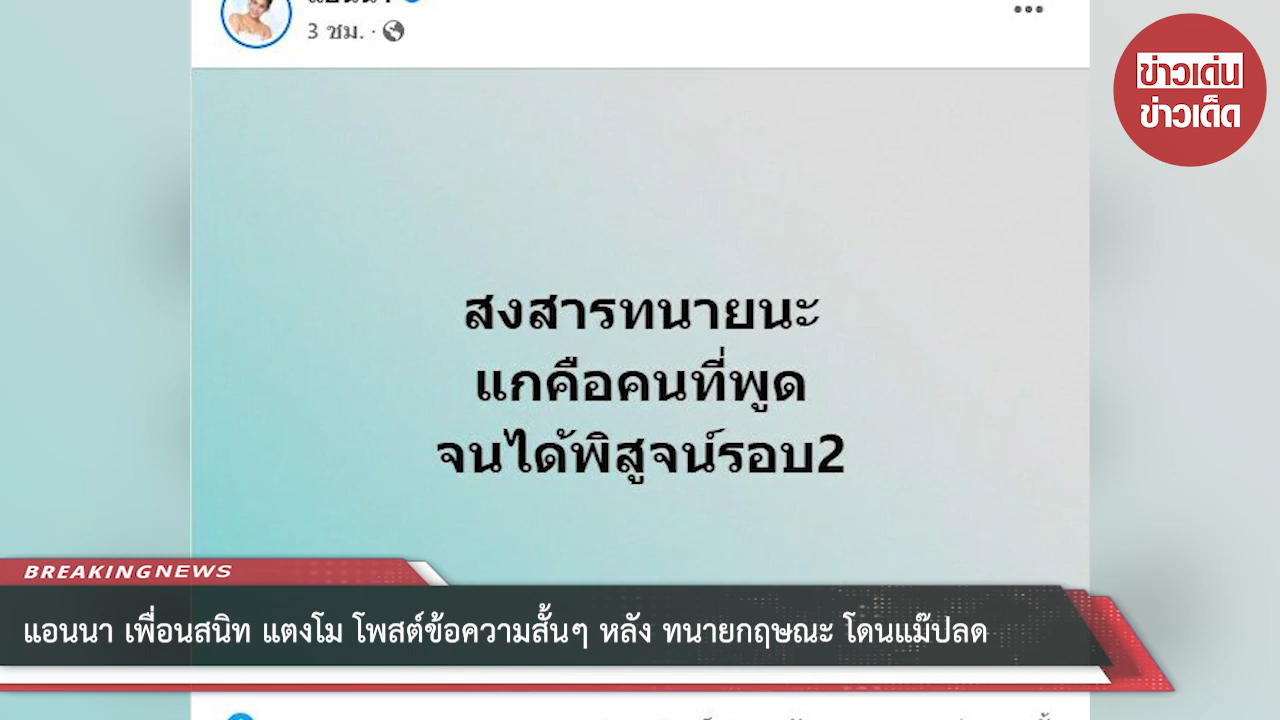 3 ชม. ·
ข่าวเด่น
ข่าวเด็ด
สงสารทนายนะ
แกคือคนที่พูด
จนได้พิสูจน์รอบ2
BREAKINGNEWS
แอนนา เพื่อนสนิท แตงโม โพสต์ข้อความสั้นๆ หลัง ทนายกฤษณะ โดนแม๊ปลด